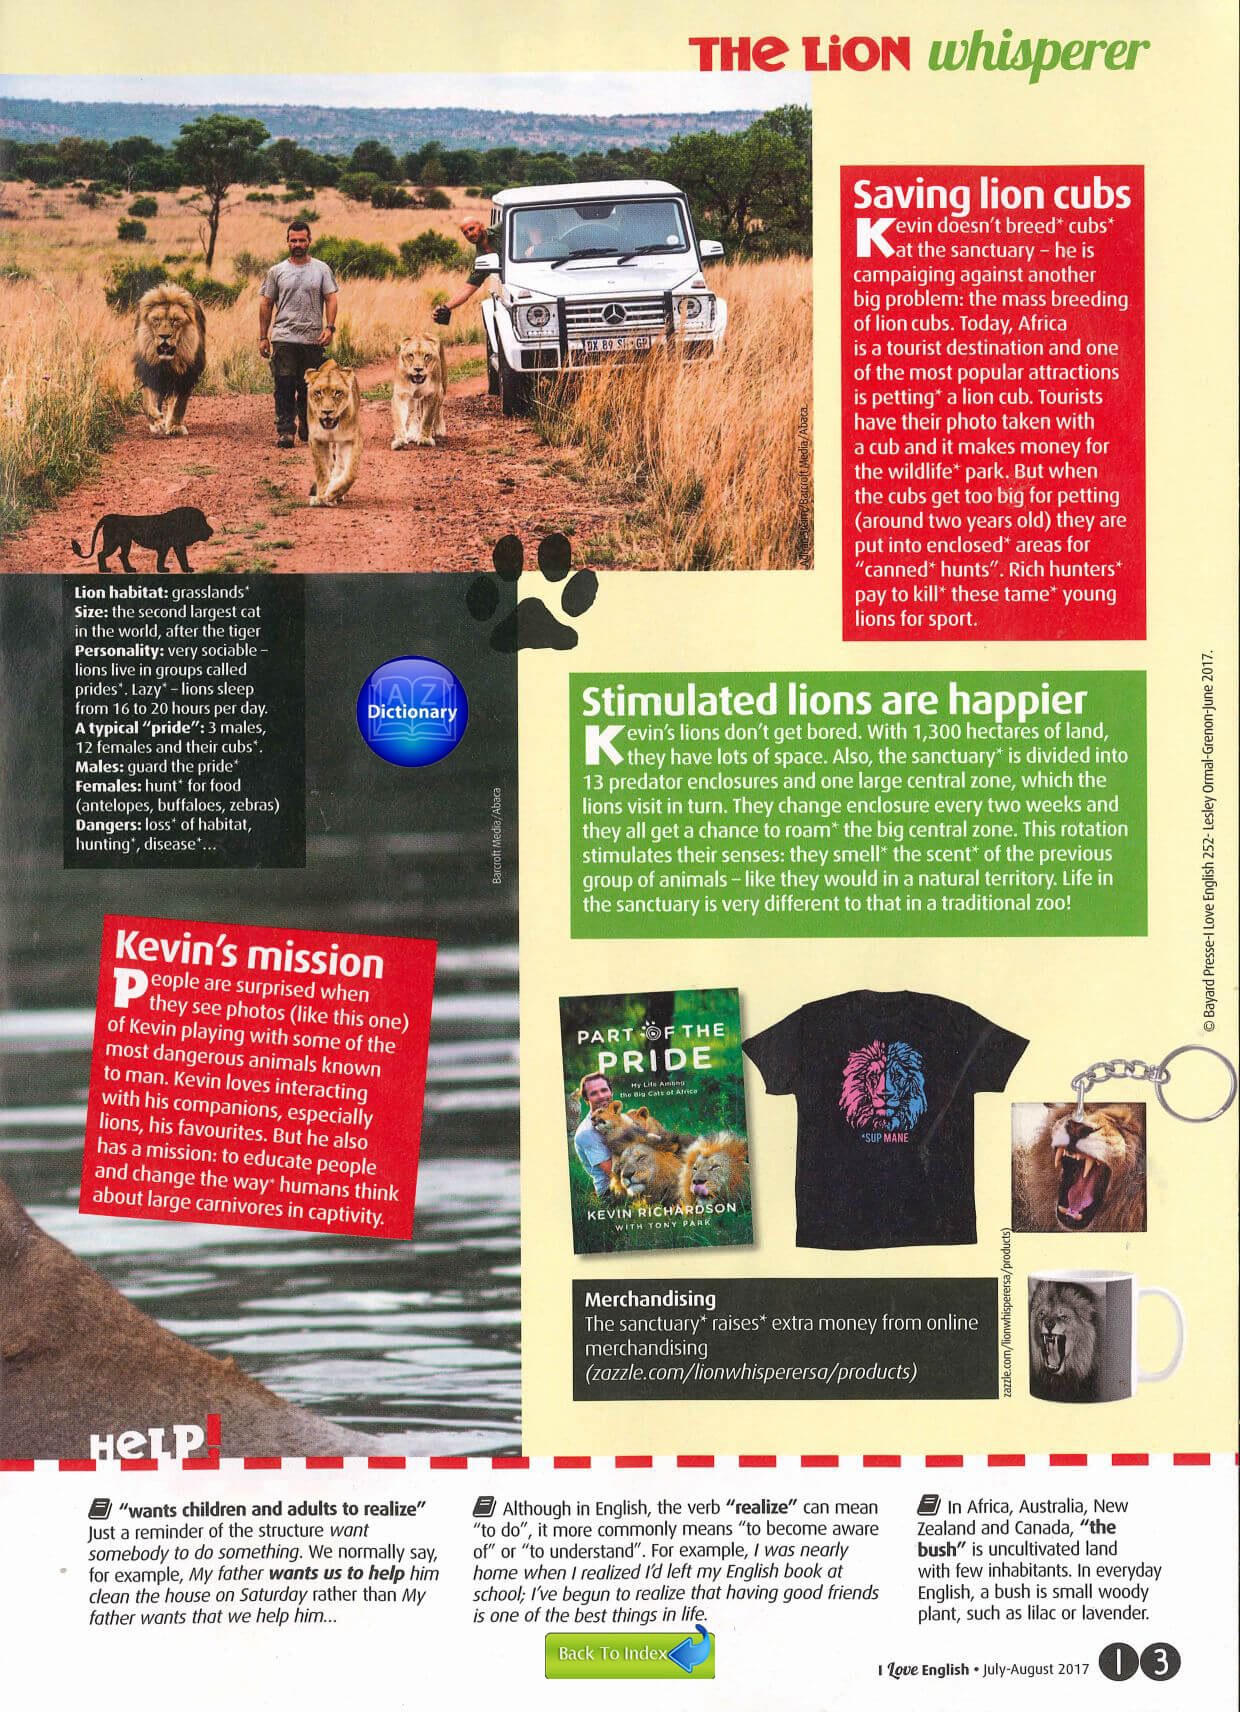 THE LION whisperer
Saving lion cubs
Kevin doesn't breed* cubs*
at the sanctuary – he is
campaiging against another
big problem: the mass breeding
of lion cubs. Today, Africa
is a tourist destination and one
of the most popular attractions
is petting* a lion cub. Tourists
have their photo taken with
a cub and it makes money for
the wildlife* park. But when
the cubs get too big for petting
(around two years old) they are
put into enclosed* areas for
"canned* hunts". Rich hunters*
pay to kill* these tame* young
lions for sport.
Barcroft Media/Abaca
Lion habitat: grasslands*
Size: the second largest cat
in the world, after the tiger
Personality: very sociable –
lions live in groups called
prides*. Lazy* – lions sleep
from 16 to 20 hours per day.
A typical "pride": 3 males,
12 females and their cubs*.
Males: guard the pride*
Females: hunt* for food
(antelopes, buffaloes, zebras)
Dangers: loss* of habitat,
hunting*, disease*...
A Z
Dictionary
Barcroft Media/Abaca
Stimulated lions are happier
Kevin's lions don't get bored. With 1,300 hectares of land,
they have lots of space. Also, the sanctuary* is divided into
13 predator enclosures and one large central zone, which the
lions visit in turn. They change enclosure every two weeks and
they all get a chance to roam* the big central zone. This rotation
stimulates their senses: they smell* the scent* of the previous
group of animals – like they would in a natural territory. Life in
the sanctuary is very different to that in a traditional zoo!
© Bayard Presse-I Love English 252- Lesley Ormal-Grenon-June 2017.
Kevin's mission
People are surprised when
they see photos (like this one)
of Kevin playing with some of the
most dangerous animals known
to man. Kevin loves interacting
with his companions, especially
lions, his favourites. But he also
has a mission: to educate people
and change the way* humans think
about large carnivores in captivity.
PART OF THE
PRIDE
My Life Among
the Big Cats of Africa
KEVIN RICHARDSON
WITH TONY PARK
*SUP MANE
Merchandising
The sanctuary* raises* extra money from online
merchandising
(zazzle.com/lionwhisperersa/products)
zazzle.com/lionwhisperersa/products)
HELP!
"wants children and adults to realize"
Just a reminder of the structure want
somebody to do something. We normally say,
for example, My father wants us to help him
clean the house on Saturday rather than My
father wants that we help him...
Although in English, the verb "realize" can mean
"to do", it more commonly means "to become aware
of" or "to understand". For example, I was nearly
home when I realized I'd left my English book at
school; I've begun to realize that having good friends
is one of the best things in life.
In Africa, Australia, New
Zealand and Canada, "the
bush" is uncultivated land
with few inhabitants. In everyday
English, a bush is small woody
plant, such as lilac or lavender.
Back To Index
I Love English • July-August 2017 13